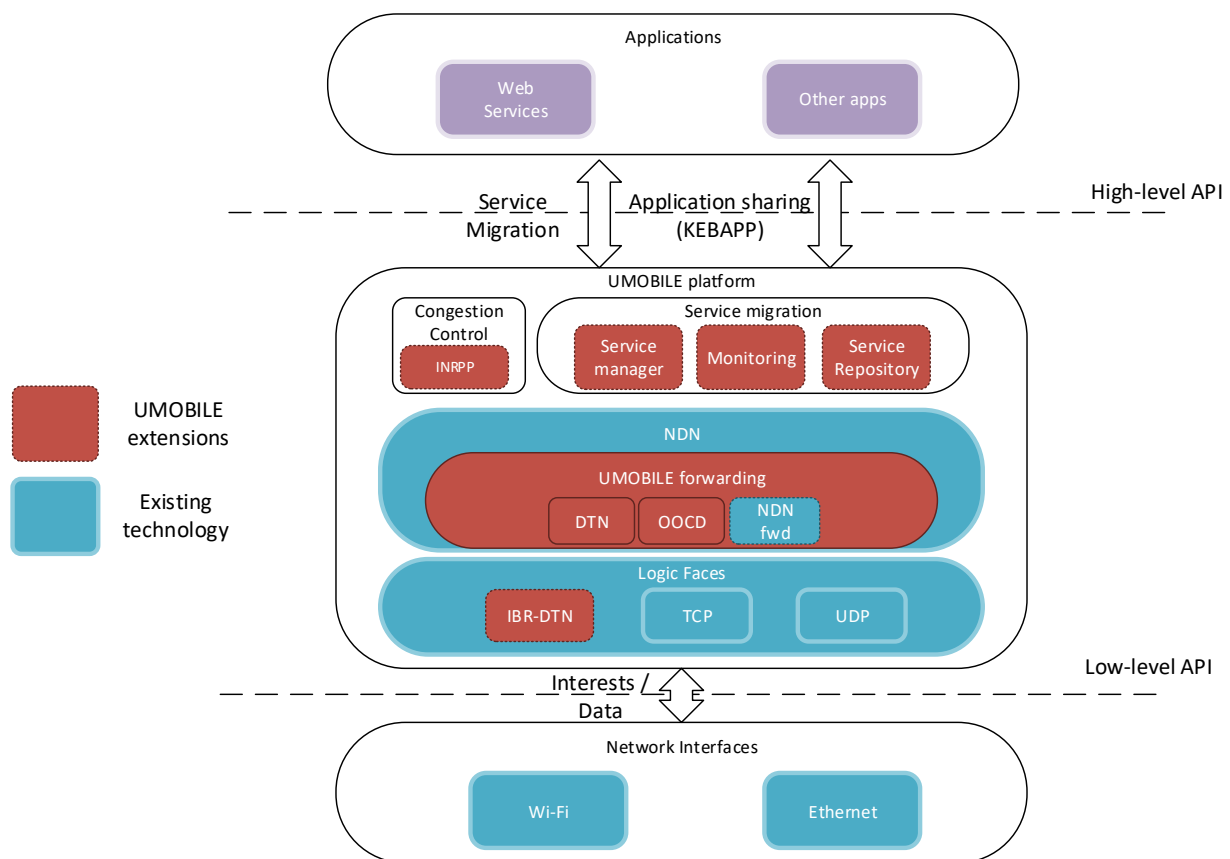 Applications
Web
Services
Other apps
High-level API
Service
Migration
Application sharing
(KEBAPP)
UMOBILE platform
Congestion
Control
INRPP
Service migration
Service
manager
Monitoring
Service
Repository
UMOBILE
extensions
Existing
technology
NDN
UMOBILE forwarding
DTN
OOCD
NDN
fwd
Logic Faces
IBR-DTN
TCP
UDP
Low-level API
Interests /
Data
Network Interfaces
Wi-Fi
Ethernet